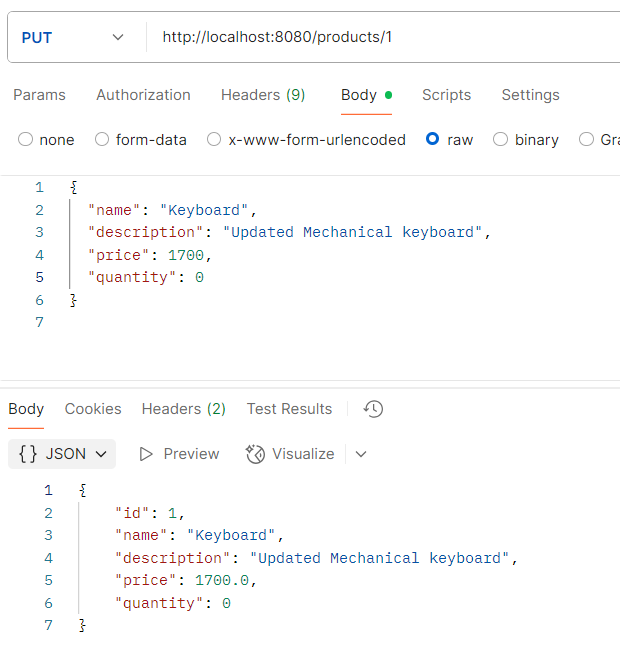 PUT http://localhost:8080/products/1
Params Authorization Headers (9) Body Scripts Settings
none form-data x-www-form-urlencoded raw binary Gra
1 {
2 "name": "Keyboard",
3 "description": "Updated Mechanical keyboard",
4 "price": 1700,
5 "quantity": 0
6 }
7
Body Cookies Headers (2) Test Results
{} JSON Preview Visualize
1 {
2 "id": 1,
3 "name": "Keyboard",
4 "description": "Updated Mechanical keyboard",
5 "price": 1700.0,
6 "quantity": 0
7 }